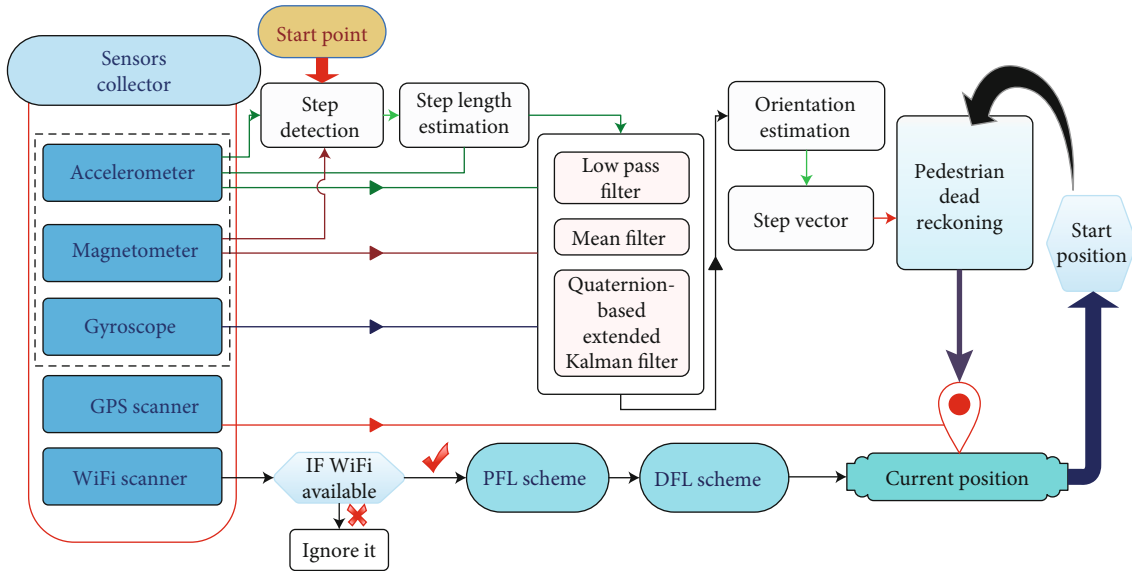 Sensors
collector
Start point
Step
detection
Step length
estimation
Orientation
estimation
Pedestrian
dead
reckoning
Accelerometer
Low pass
filter
Step vector
Start
position
Magnetometer
Mean filter
Gyroscope
Quaternion-
based
extended
Kalman filter
GPS scanner
WiFi scanner
IF WiFi
available
PFL scheme
DFL scheme
Current position
Ignore it